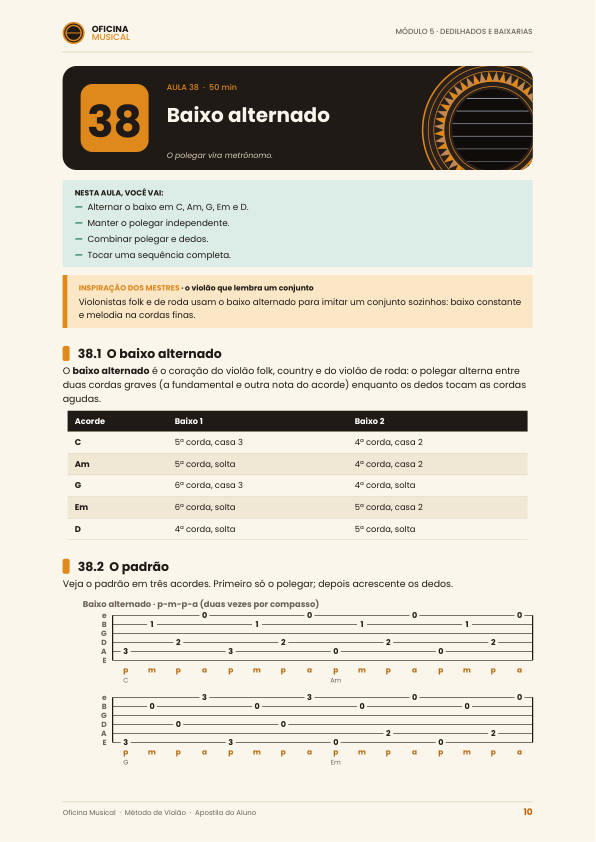 OFICINA
MUSICAL
MÓDULO 5 · DEDILHADOS E BAIXARIAS
38
AULA 38 · 50 min
Baixo alternado
O polegar vira metrônomo.
NESTA AULA, VOCÊ VAI:
— Alternar o baixo em C, Am, G, Em e D.
— Manter o polegar independente.
— Combinar polegar e dedos.
— Tocar uma sequência completa.
INSPIRAÇÃO DOS MESTRES · o violão que lembra um conjunto
Violonistas folk e de roda usam o baixo alternado para imitar um conjunto sozinhos: baixo constante
e melodia na cordas finas.
38.1 O baixo alternado
O baixo alternado é o coração do violão folk, country e do violão de roda: o polegar alterna entre
duas cordas graves (a fundamental e outra nota do acorde) enquanto os dedos tocam as cordas
agudas.
Acorde Baixo 1 Baixo 2
C 5ª corda, casa 3 4ª corda, casa 2
Am 5ª corda, solta 4ª corda, casa 2
G 6ª corda, casa 3 4ª corda, solta
Em 6ª corda, solta 5ª corda, casa 2
D 4ª corda, solta 5ª corda, solta
38.2 O padrão
Veja o padrão em três acordes. Primeiro só o polegar; depois acrescente os dedos.
Baixo alternado · p-m-p-a (duas vezes por compasso)
e 0 0 0 0
B 1 1 1 1
G
D 2 2 2 2
A 3 3 0 0
E
p m p a p m p a p m p a p m p a
C Am
e 3 3 0 0
B 0 0 0 0
G
D 0 0
A 2 2
E 3 3 0 0
p m p a p m p a p m p a p m p a
G Em
Oficina Musical · Método de Violão · Apostila do Aluno
10